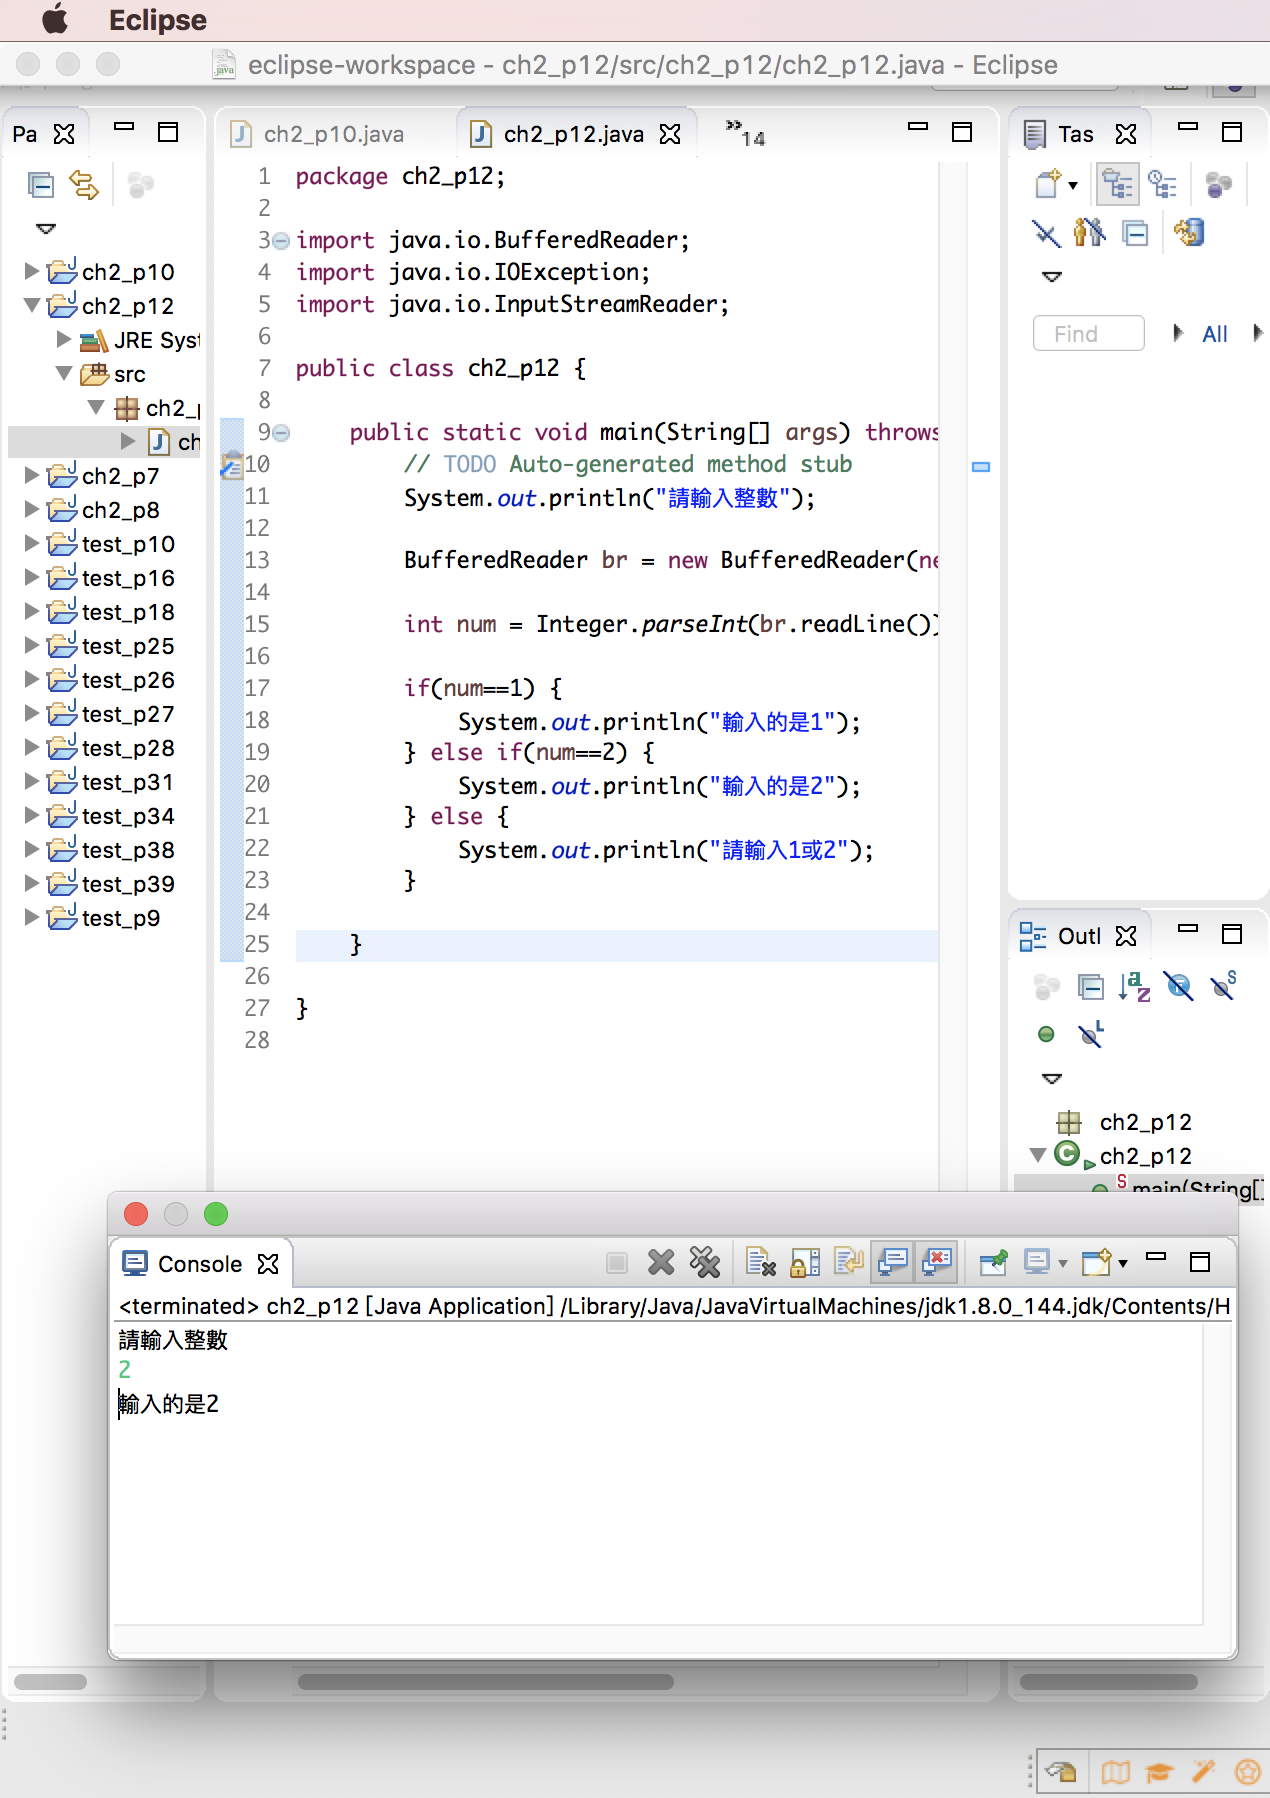 Eclipse
eclipse-workspace - ch2_p12/src/ch2_p12/ch2_p12.java - Eclipse
Pa
ch2_p10
ch2_p12
JRE Syst
src
ch2_p
ch
ch2_p7
ch2_p8
test_p10
test_p16
test_p18
test_p25
test_p26
test_p27
test_p28
test_p31
test_p34
test_p38
test_p39
test_p9
ch2_p10.java
ch2_p12.java
»14
1 package ch2_p12;
2
3 import java.io.BufferedReader;
4 import java.io.IOException;
5 import java.io.InputStreamReader;
6
7 public class ch2_p12 {
8
9 public static void main(String[] args) throws
10 // TODO Auto-generated method stub
11 System.out.println("請輸入整數");
12
13 BufferedReader br = new BufferedReader(ne
14
15 int num = Integer.parseInt(br.readLine())
16
17 if(num==1) {
18 System.out.println("輸入的是1");
19 } else if(num==2) {
20 System.out.println("輸入的是2");
21 } else {
22 System.out.println("請輸入1或2");
23 }
24
25 }
26
27 }
28
Tas
Find
All
Outl
ch2_p12
ch2_p12
main(String[]
Console
<terminated> ch2_p12 [Java Application] /Library/Java/JavaVirtualMachines/jdk1.8.0_144.jdk/Contents/H
請輸入整數
2
輸入的是2